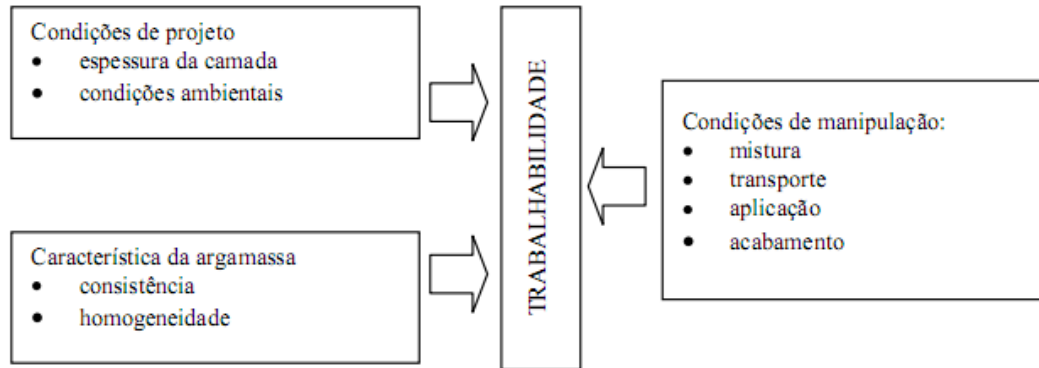 Condições de projeto
• espessura da camada
• condições ambientais
Característica da argamassa
• consistência
• homogeneidade
TRABALHABILIDADE
Condições de manipulação:
• mistura
• transporte
• aplicação
• acabamento